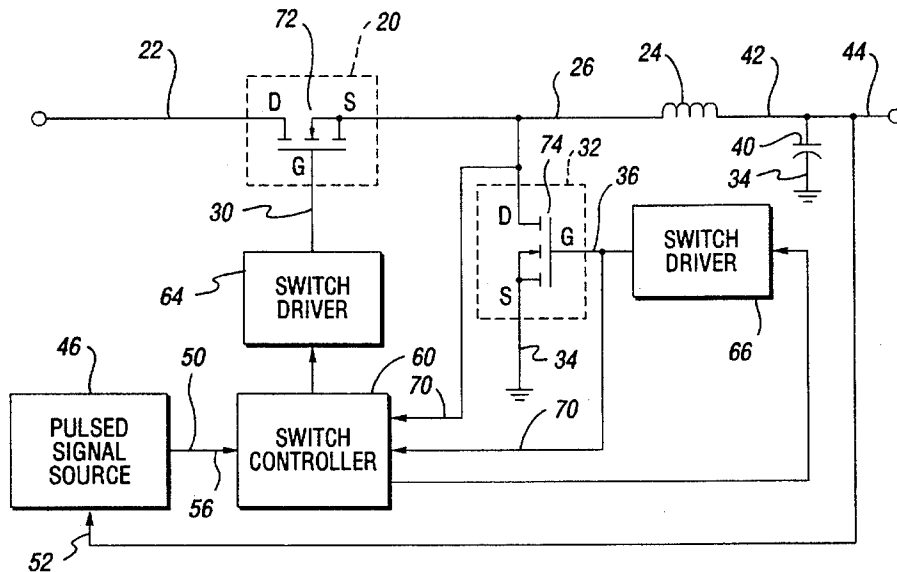 72
20
22
D
S
G
26
24
42
44
40
34
32
74
36
D
G
S
30
SWITCH
DRIVER
64
SWITCH
DRIVER
66
34
46
50
60
70
PULSED
SIGNAL
SOURCE
SWITCH
CONTROLLER
70
56
52